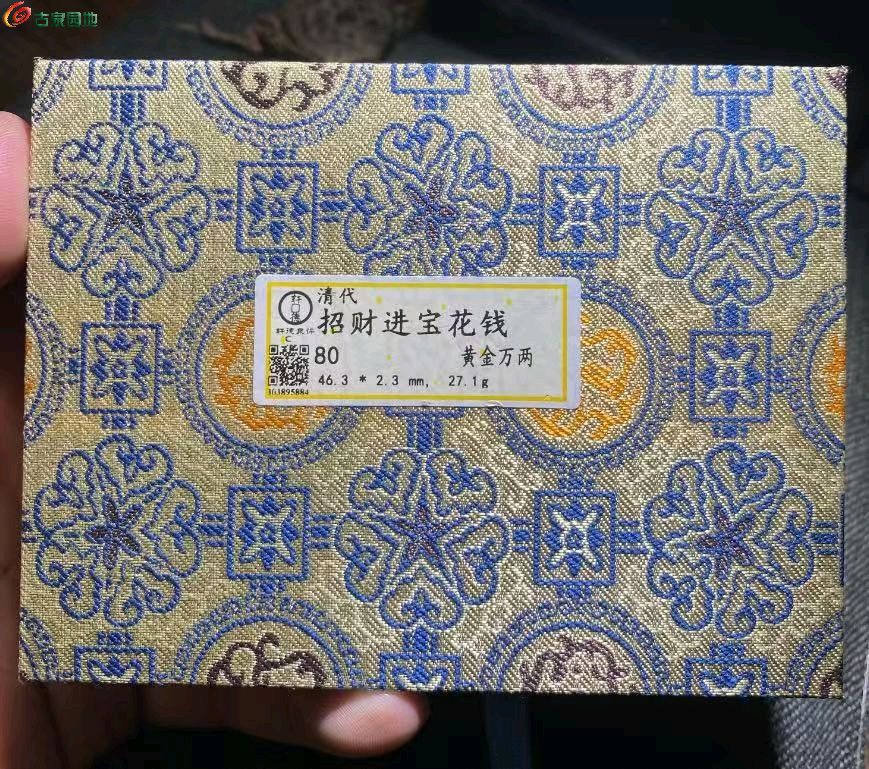 古泉园地
清代
招财进宝花钱
80 黄金万两
46.3 * 2.3 mm, 27.1g
163895884